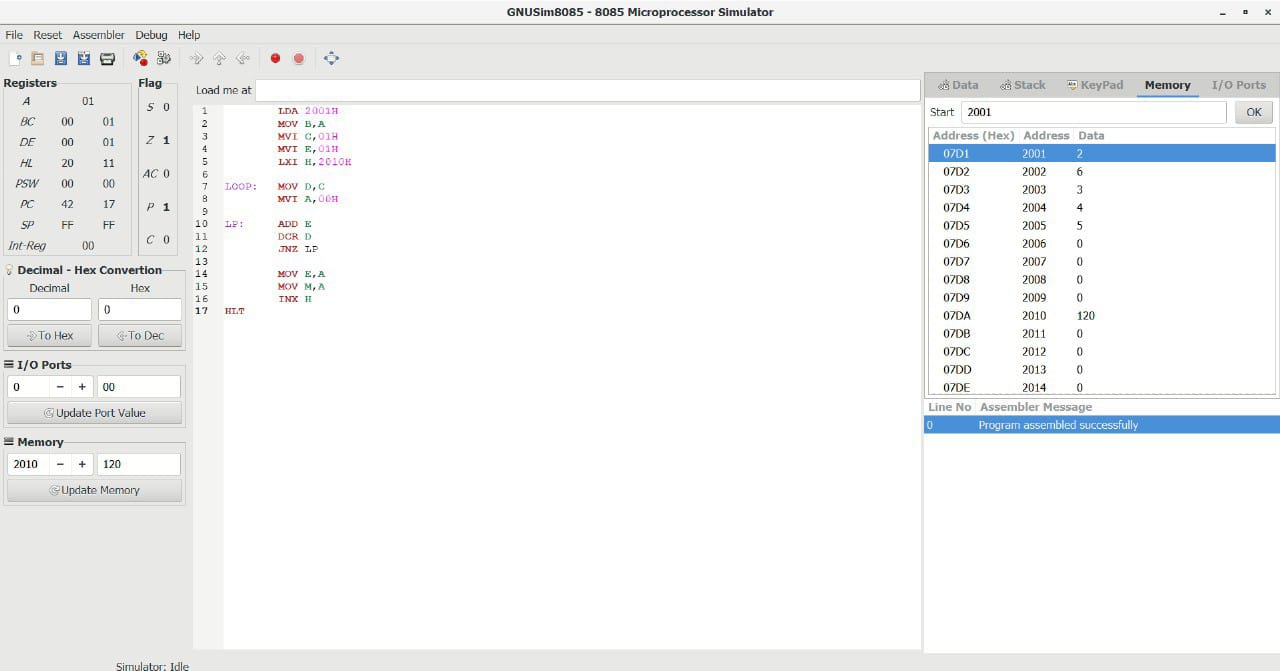 GNUSim8085 - 8085 Microprocessor Simulator
File Reset Assembler Debug Help
Registers
A 01
BC 00 01
DE 00 01
HL 20 11
PSW 00 00
PC 42 17
SP FF FF
Int-Reg 00
Flag
S 0
Z 1
AC 0
P 1
C 0
Decimal - Hex Convertion
Decimal Hex
0 0
To Hex To Dec
I/O Ports
0 − + 00
Update Port Value
Memory
2010 − + 120
Update Memory
Load me at
1 LDA 2001H
2 MOV B,A
3 MVI C,01H
4 MVI E,01H
5 LXI H,2010H
6
7 LOOP: MOV D,C
8 MVI A,00H
9
10 LP: ADD E
11 DCR D
12 JNZ LP
13
14 MOV E,A
15 MOV M,A
16 INX H
17 HLT
Data Stack KeyPad Memory I/O Ports
Start 2001 OK
Address (Hex) Address Data
07D1 2001 2
07D2 2002 6
07D3 2003 3
07D4 2004 4
07D5 2005 5
07D6 2006 0
07D7 2007 0
07D8 2008 0
07D9 2009 0
07DA 2010 120
07DB 2011 0
07DC 2012 0
07DD 2013 0
07DE 2014 0
Line No Assembler Message
0 Program assembled successfully
Simulator: Idle